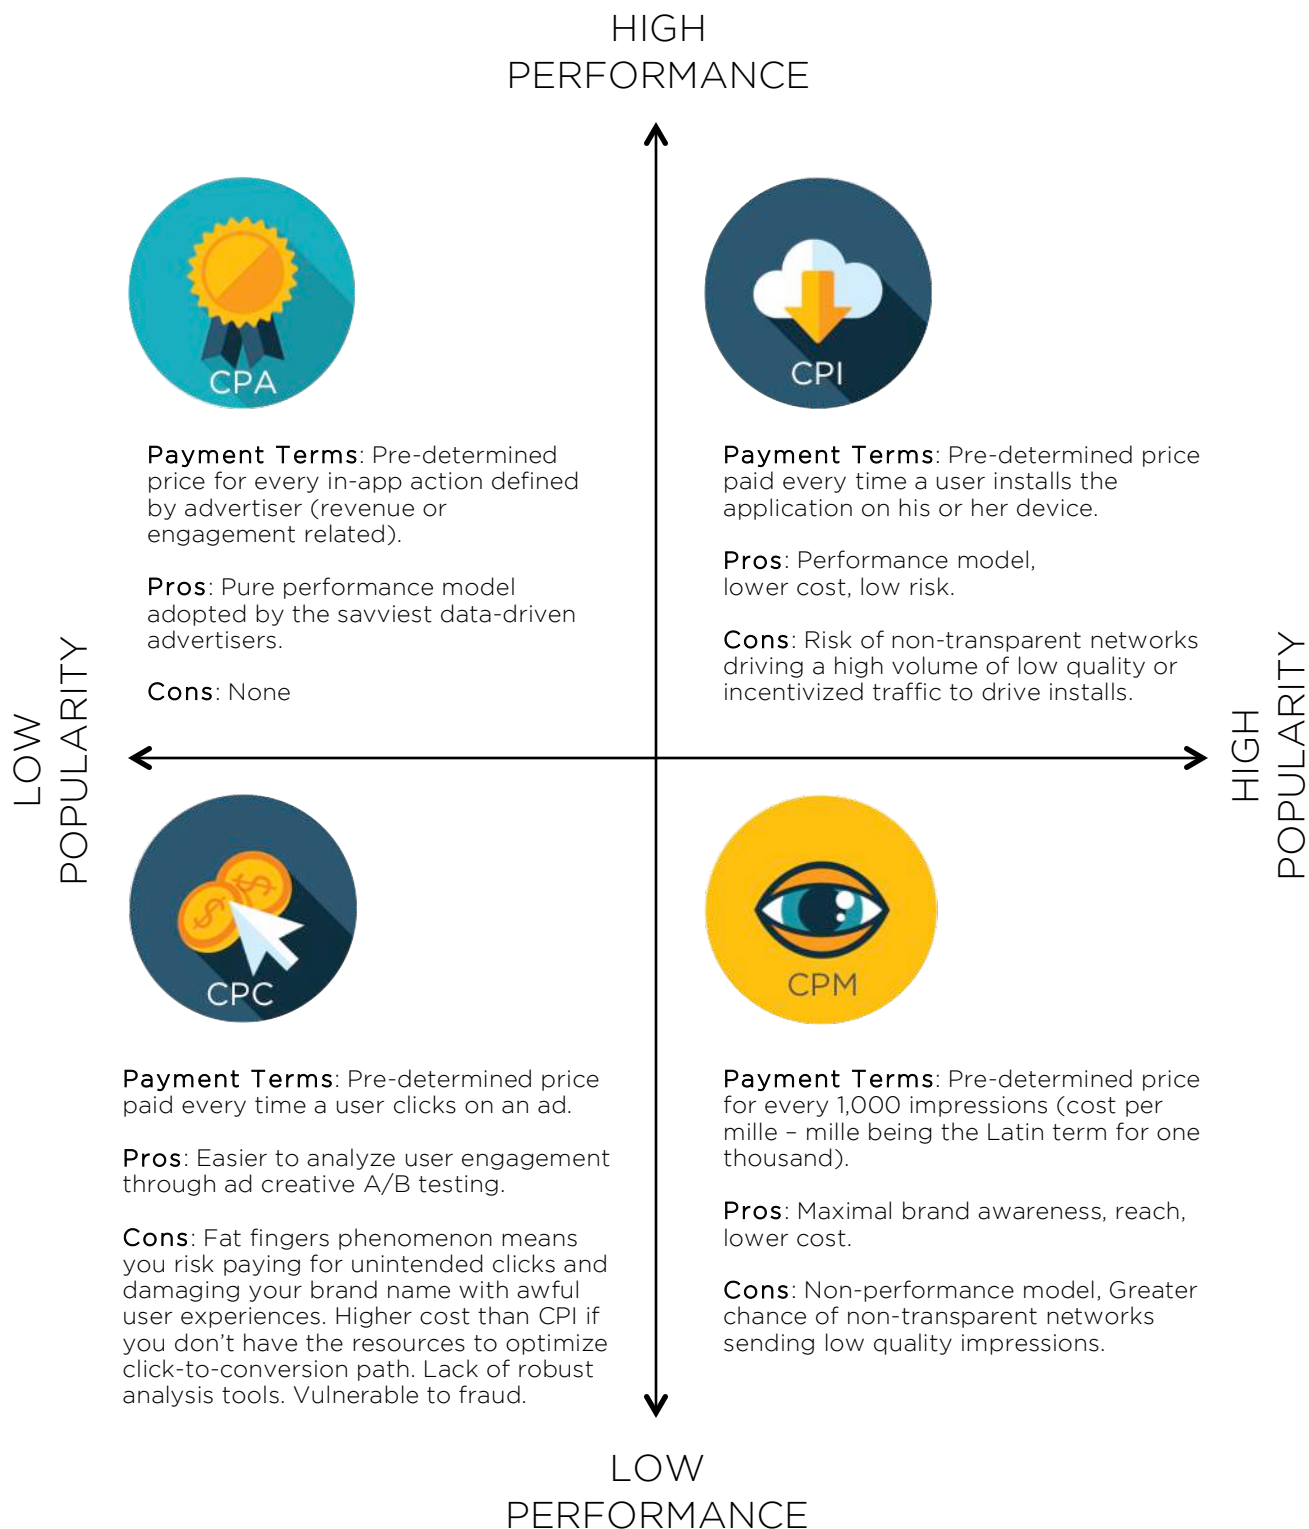 HIGH
PERFORMANCE
CPA
Payment Terms: Pre-determined
price for every in-app action defined
by advertiser (revenue or
engagement related).
Pros: Pure performance model
adopted by the savviest data-driven
advertisers.
Cons: None
CPI
Payment Terms: Pre-determined price
paid every time a user installs the
application on his or her device.
Pros: Performance model,
lower cost, low risk.
Cons: Risk of non-transparent networks
driving a high volume of low quality or
incentivized traffic to drive installs.
LOW
POPULARITY
HIGH
POPULARITY
CPC
Payment Terms: Pre-determined price
paid every time a user clicks on an ad.
Pros: Easier to analyze user engagement
through ad creative A/B testing.
Cons: Fat fingers phenomenon means
you risk paying for unintended clicks and
damaging your brand name with awful
user experiences. Higher cost than CPI if
you don't have the resources to optimize
click-to-conversion path. Lack of robust
analysis tools. Vulnerable to fraud.
CPM
Payment Terms: Pre-determined price
for every 1,000 impressions (cost per
mille – mille being the Latin term for one
thousand).
Pros: Maximal brand awareness, reach,
lower cost.
Cons: Non-performance model, Greater
chance of non-transparent networks
sending low quality impressions.
LOW
PERFORMANCE